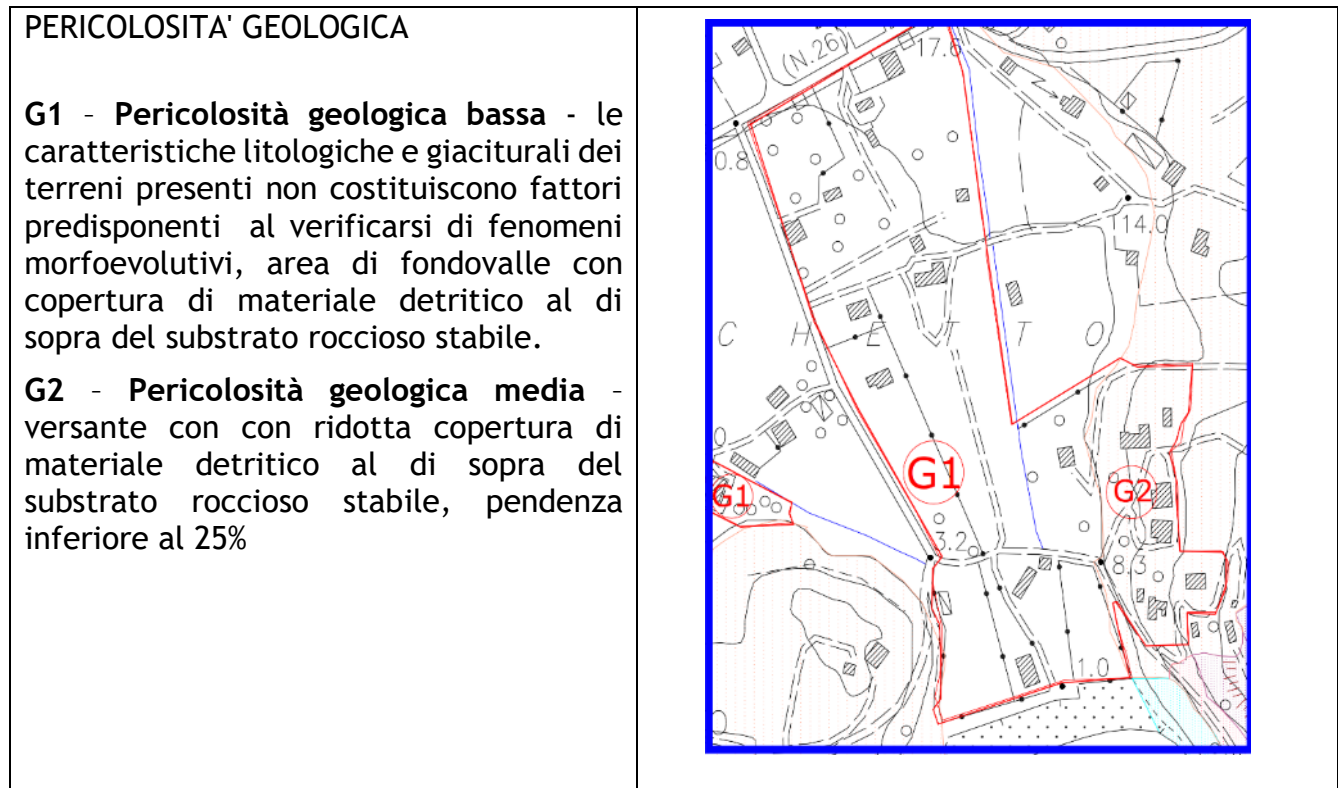 PERICOLOSITA' GEOLOGICA
G1 – Pericolosità geologica bassa - le
caratteristiche litologiche e giaciturali dei
terreni presenti non costituiscono fattori
predisponenti al verificarsi di fenomeni
morfoevolutivi, area di fondovalle con
copertura di materiale detritico al di
sopra del substrato roccioso stabile.
G2 – Pericolosità geologica media –
versante con con ridotta copertura di
materiale detritico al di sopra del
substrato roccioso stabile, pendenza
inferiore al 25%
(N.26)
17.6
0.8
14.0
C H E T T O
G1
G1
G2
3.2
8.3
1.0